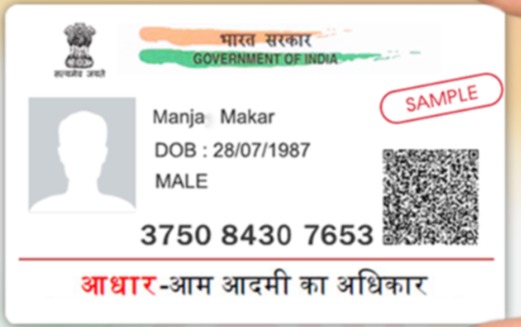 भारत सरकार
GOVERNMENT OF INDIA
सत्यमेव जयते
SAMPLE
Manja Makar
DOB : 28/07/1987
MALE
3750 8430 7653
आधार-आम आदमी का अधिकार